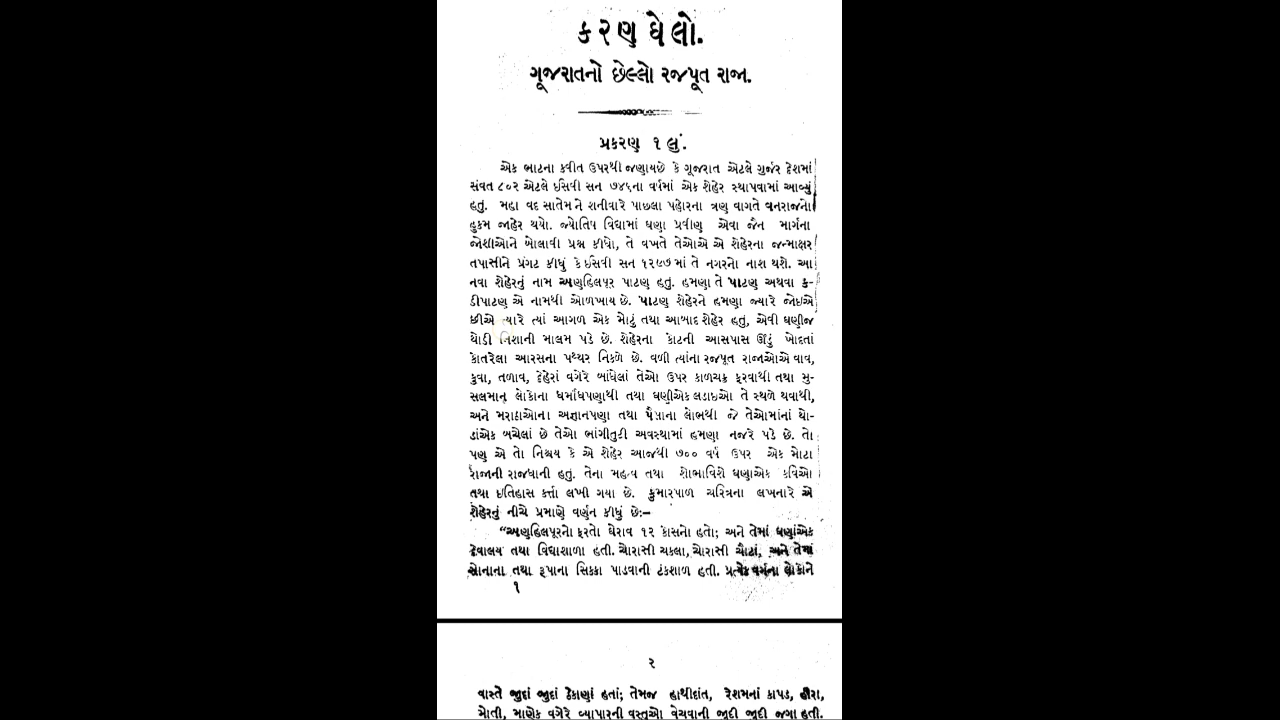 કરણ ઘેલો.
ગૂજરાતનો છેલ્લો રજપૂત રાજા.
પ્રકરણ ૧ લું.
એક ભાટના કવીત ઉપરથી જણાયછે કે ગૂજરાત એટલે ગુર્જર દેશમાં
સંવત ૮૦૨ એટલે ઇસિવી સન ૭૪૬ના વર્ષમાં એક શેહેર સ્થાપવામાં આવ્યું
હતું. મહા વદ સાતેમ ને શનીવારે પાછલા પહોરના ત્રણ વાગતે વનરાજનો
હુકમ જાહેર થયો. જ્યોતિષ વિદ્યામાં ઘણા પ્રવીણ એવા જૈન માર્ગના
જોશીઓને બોલાવી પ્રશ્ન કીધો, તે વખતે તેઓએ એ શેહેરના જન્માક્ષર
તપાસીને પ્રગટ કીધું કે ઇસિવી સન ૧૨૯૭માં તે નગરનો નાશ થશે. આ
નવા શેહેરનું નામ અણહિલપૂર પાટણ હતું. હમણા તે પાટણ અથવા ક-
ડીપાટણ એ નામથી ઓળખાય છે. પાટણ શેહેરને હમણા જ્યારે જોઇએ
છીએ ત્યારે ત્યાં આગળ એક મોટું તથા આબાદ શેહેર હતુ, એવી ઘણીજ
થોડી નિશાની માલમ પડે છે. શેહેરના કોટની આસપાસ ઊંડું ખોદતાં
કોતરેલા આરસના પથ્થર નિકળે છે. વળી ત્યાંના રજપૂત રાજાઓએ વાવ,
કુવા, તળાવ, દેહેરાં વગેરે બાંધેલાં તેઓ ઉપર કાળચક્ર ફરવાથી તથા મુ-
સલમાન લોકોના ધર્માંધપણાથી તથા ઘણીએક લડાઇઓ તે સ્થળે થવાથી,
અને મરાઠાઓના અજ્ઞાનપણા તથા પૈસાના લોભથી જે તેઓમાંનાં થો-
ડાંએક બચેલાં છે તેઓ ભાંગીતુટી અવસ્થામાં હમણા નજરે પડે છે. તો
પણ એ તો નિશ્ચય કે એ શેહેર આજથી ૭૦૦ વર્ષ ઉપર એક મોટા
રાજાની રાજધાની હતું. તેના મહત્વ તથા શોભાવિશે ઘણાએક કવિઓ
તથા ઇતિહાસ કર્ત્તા લખી ગયા છે. કુમારપાળ ચરિત્રના લખનારે એ
શેહેરનું નીચે પ્રમાણે વર્ણન કીધું છેઃ–
“અણહિલપૂરનો ફરતો ઘેરાવ ૧૨ કોસનો હતો; અને તેમાં ઘણાંએક
દેવાલય તથા વિદ્યાશાળા હતી. ચોરાસી ચકલા, ચોરાસી ચૌટાં, અને તેમાં
સોનાના તથા રૂપાના સિક્કા પાડવાની ટંકશાળ હતી. પ્રત્યેક વર્ગના લોકોને
૧
૨
વાસ્તે જૂદાં જૂદાં ઠેકાણાં હતાં; તેમજ હાથીદાંત, રેશમનાં કાપડ, હીરા,
મોતી, માણેક વગેરે વ્યાપારની વસ્તુઓ વેચવાની જૂદી જૂદી જગા હતી.